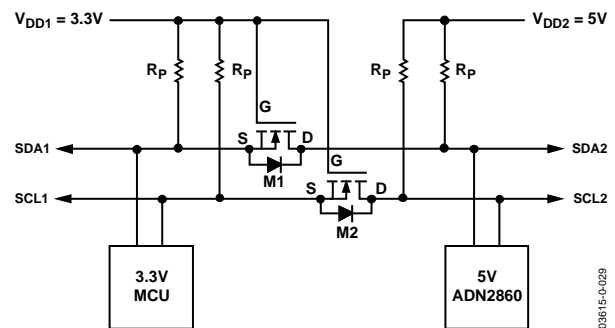 VDD1 = 3.3V
VDD2 = 5V
RP
RP
RP
RP
G
SDA1
S
D
SDA2
M1
G
SCL1
S
D
SCL2
M2
3.3V
MCU
5V
ADN2860
03615-0-029